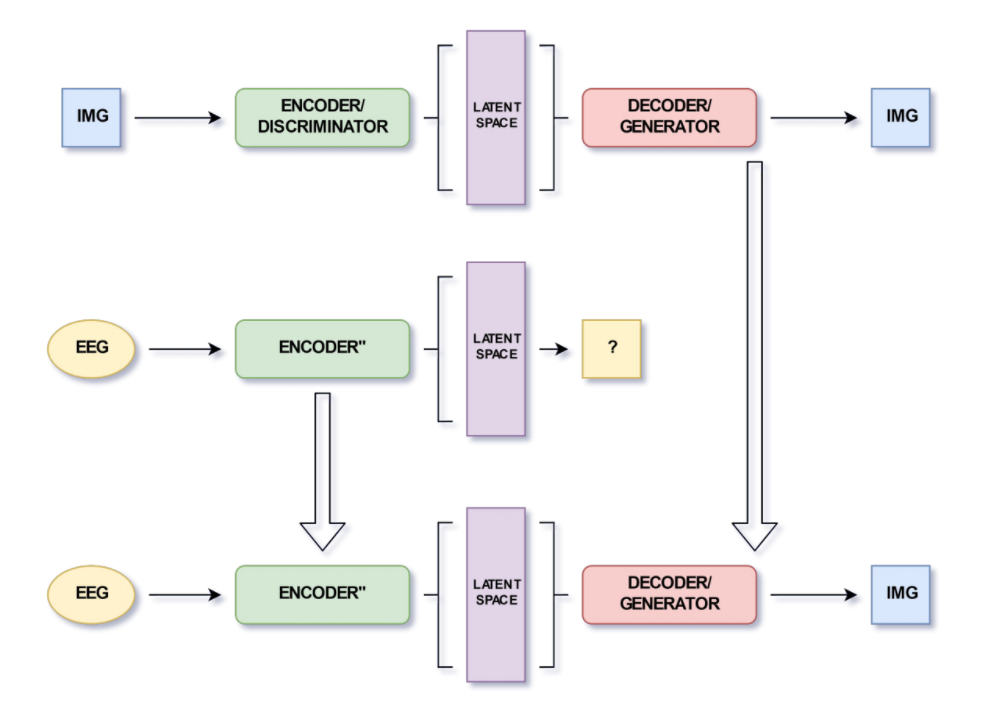 IMG
ENCODER/
DISCRIMINATOR
LATENT
SPACE
DECODER/
GENERATOR
IMG
EEG
ENCODER"
LATENT
SPACE
?
EEG
ENCODER"
LATENT
SPACE
DECODER/
GENERATOR
IMG